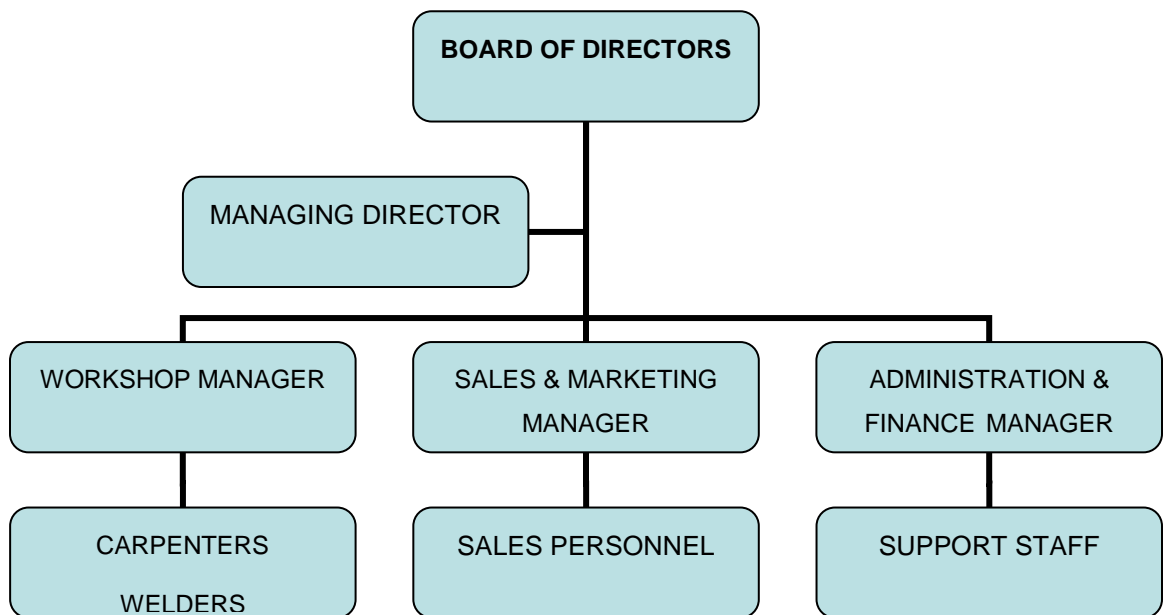 BOARD OF DIRECTORS
MANAGING DIRECTOR
WORKSHOP MANAGER
SALES & MARKETING
MANAGER
ADMINISTRATION &
FINANCE MANAGER
CARPENTERS
WELDERS
SALES PERSONNEL
SUPPORT STAFF